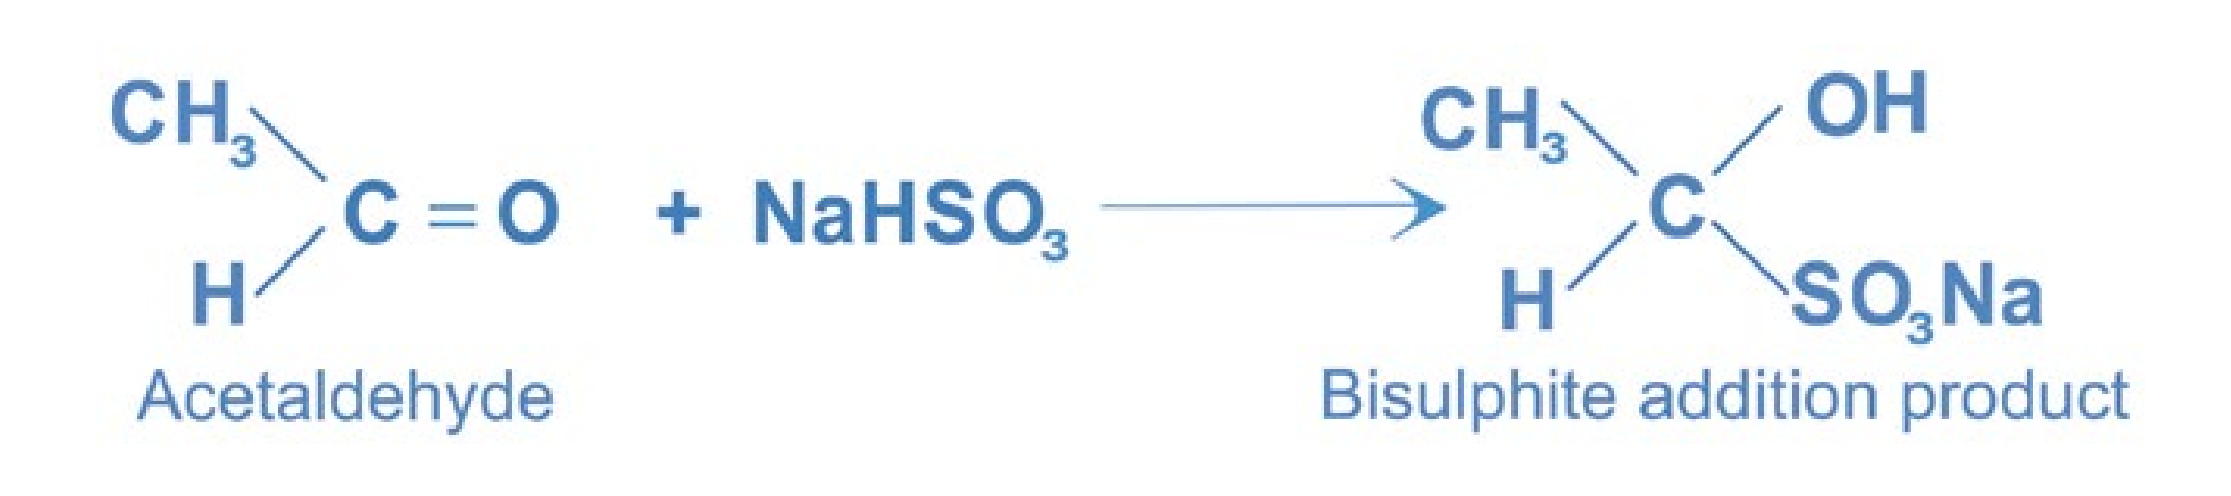 CH₃ OH
CH₃
C = O + NaHSO₃ C
H H SO₃Na
Acetaldehyde Bisulphite addition product